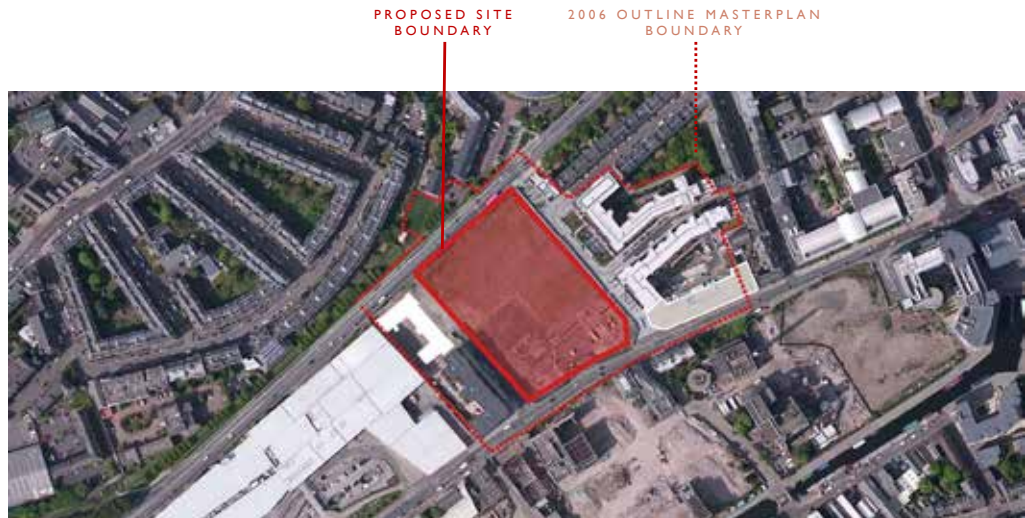 PROPOSED SITE
BOUNDARY
2006 OUTLINE MASTERPLAN
BOUNDARY